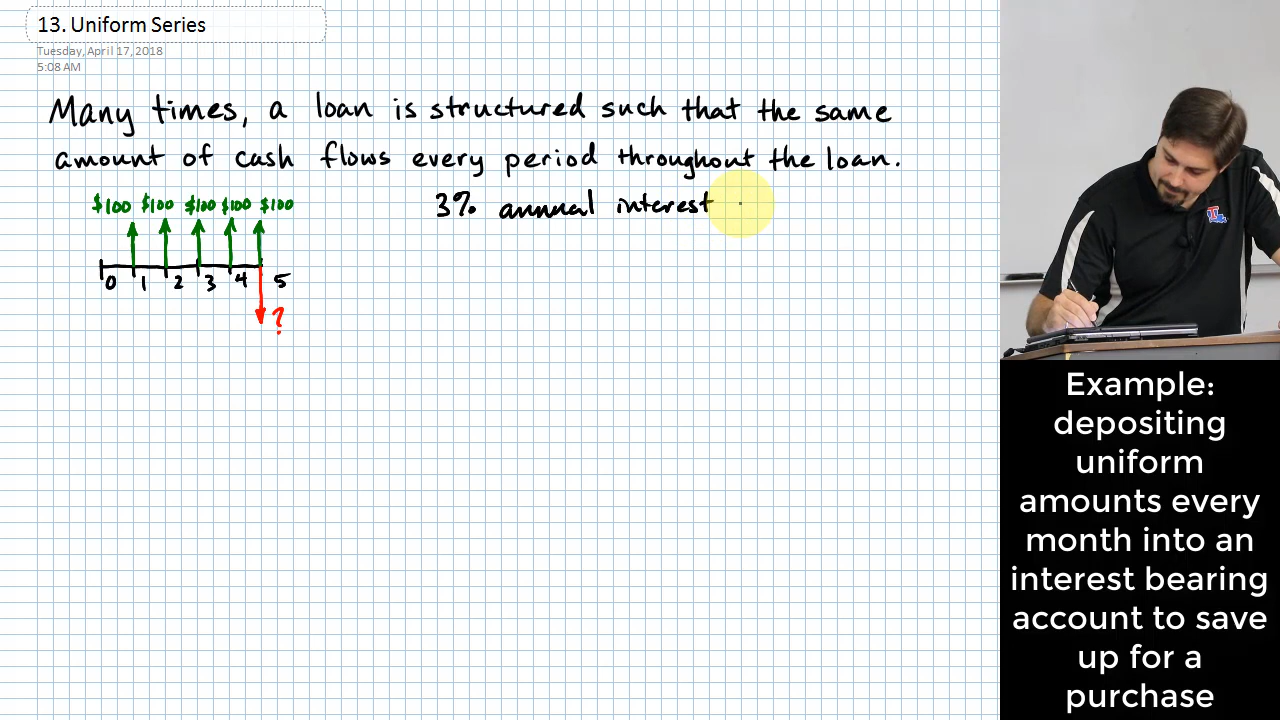 13. Uniform Series
Tuesday, April 17, 2018
5:08 AM
Many times, a loan is structured such that the same
amount of cash flows every period throughout the loan.
$100 $100 $100 $100 $100
3% annual interest
0 1 2 3 4 5
?
Example:
depositing
uniform
amounts every
month into an
interest bearing
account to save
up for a
purchase